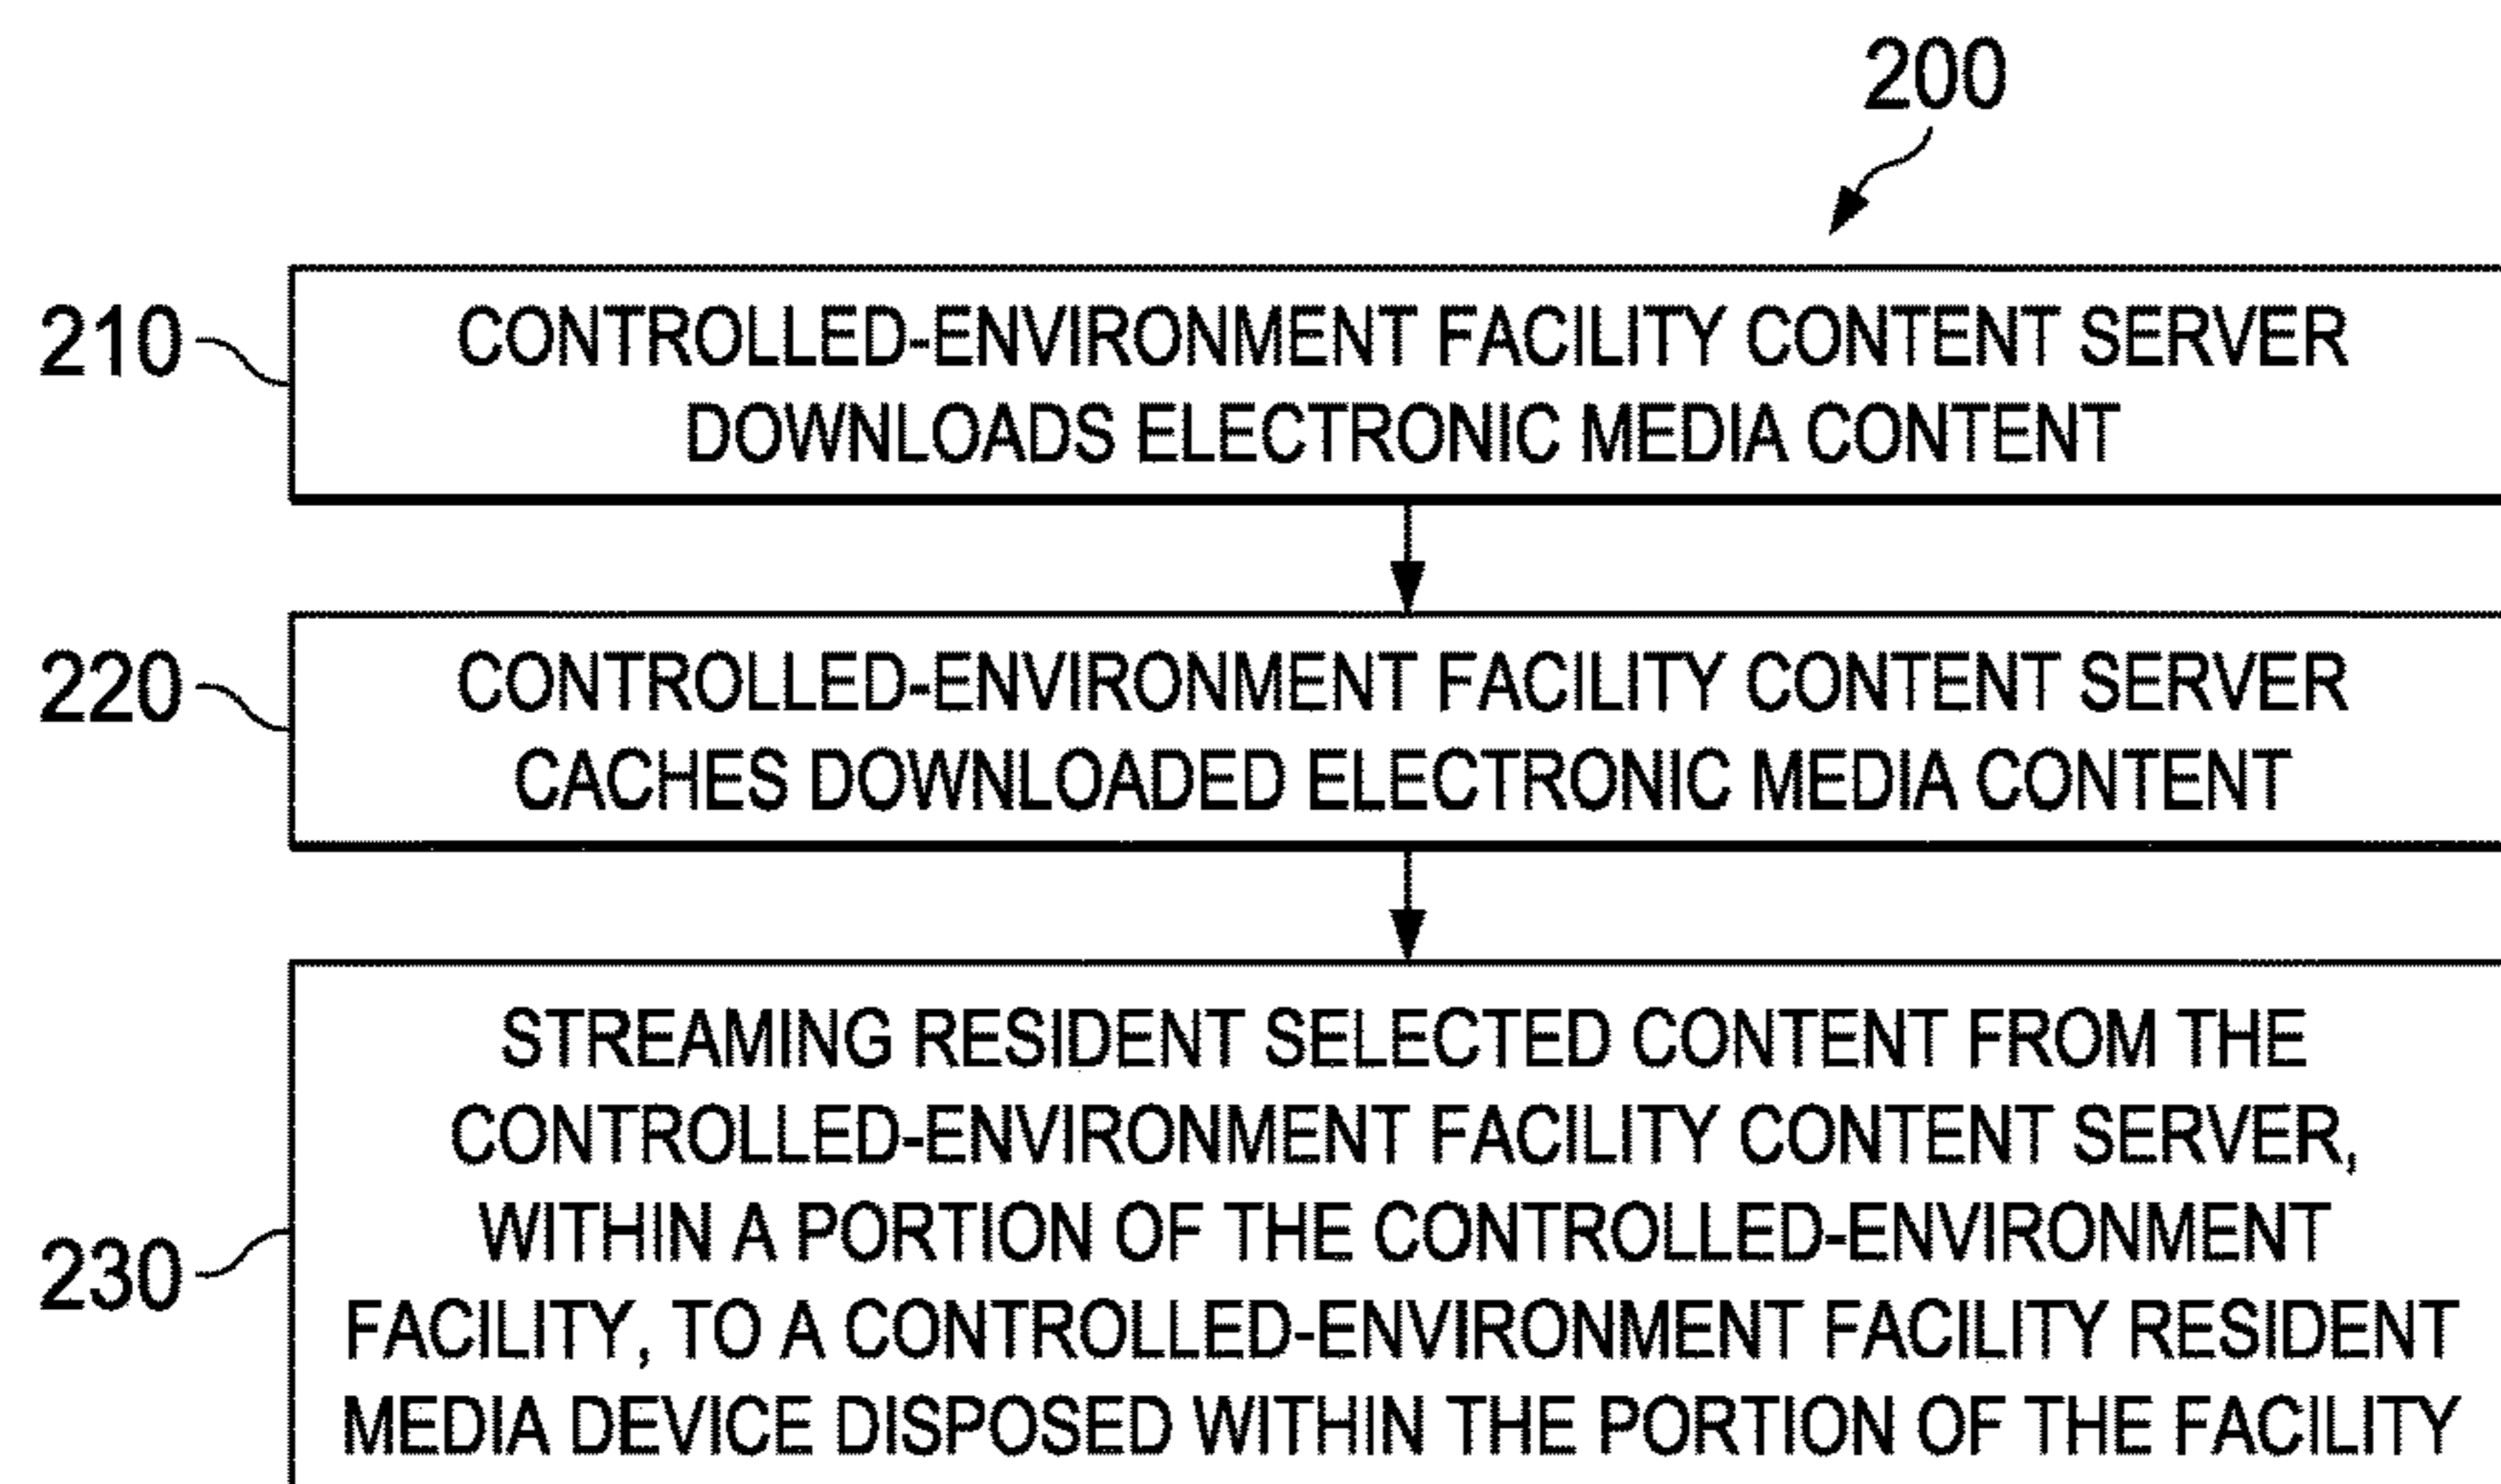 200
210
CONTROLLED-ENVIRONMENT FACILITY CONTENT SERVER
DOWNLOADS ELECTRONIC MEDIA CONTENT
220
CONTROLLED-ENVIRONMENT FACILITY CONTENT SERVER
CACHES DOWNLOADED ELECTRONIC MEDIA CONTENT
230
STREAMING RESIDENT SELECTED CONTENT FROM THE
CONTROLLED-ENVIRONMENT FACILITY CONTENT SERVER,
WITHIN A PORTION OF THE CONTROLLED-ENVIRONMENT
FACILITY, TO A CONTROLLED-ENVIRONMENT FACILITY RESIDENT
MEDIA DEVICE DISPOSED WITHIN THE PORTION OF THE FACILITY